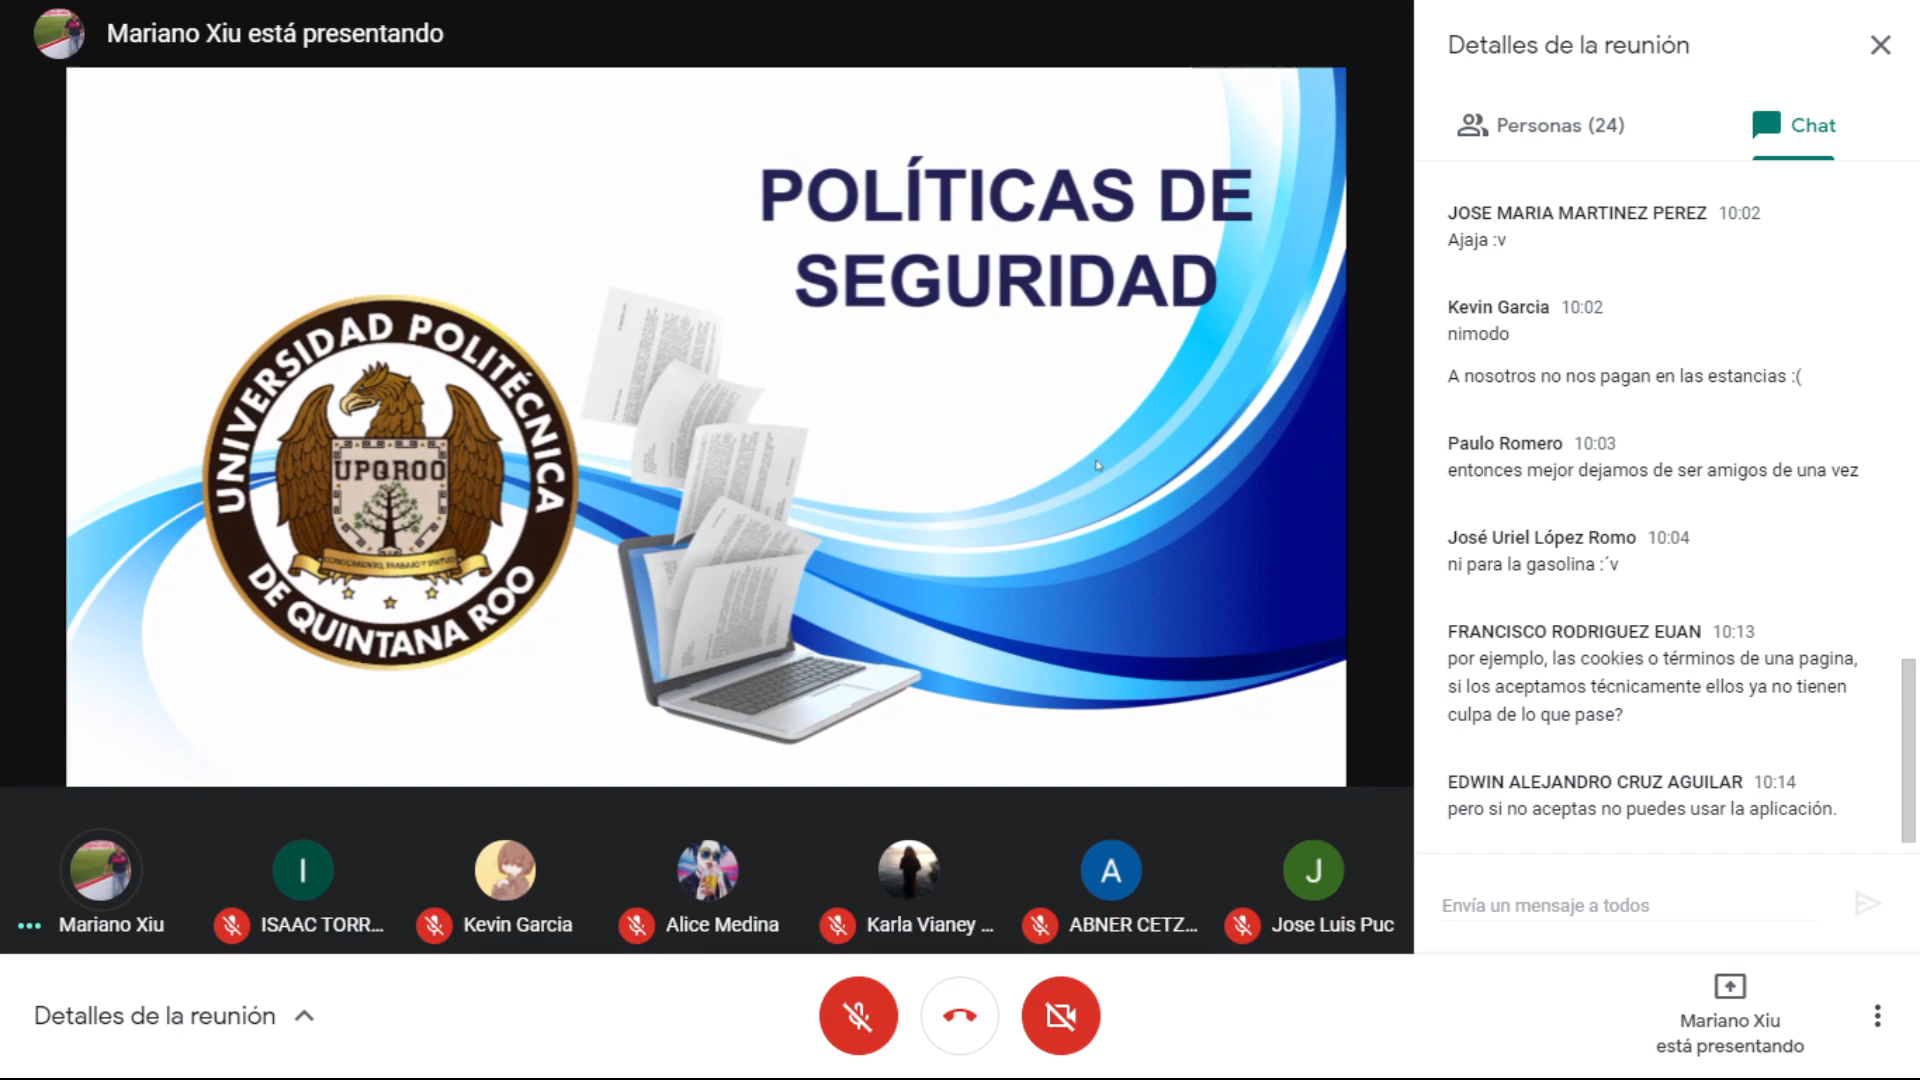 Mariano Xiu está presentando
POLÍTICAS DE
SEGURIDAD
UNIVERSIDAD POLITÉCNICA
DE QUINTANA ROO
UPQROO
Mariano Xiu
ISAAC TORR...
Kevin Garcia
Alice Medina
Karla Vianey ...
A
ABNER CETZ...
J
Jose Luis Puc
I
Detalles de la reunión
Personas (24)
Chat
JOSE MARIA MARTINEZ PEREZ 10:02
Ajaja :v
Kevin Garcia 10:02
nimodo
A nosotros no nos pagan en las estancias :(
Paulo Romero 10:03
entonces mejor dejamos de ser amigos de una vez
José Uriel López Romo 10:04
ni para la gasolina :´v
FRANCISCO RODRIGUEZ EUAN 10:13
por ejemplo, las cookies o términos de una pagina,
si los aceptamos técnicamente ellos ya no tienen
culpa de lo que pase?
EDWIN ALEJANDRO CRUZ AGUILAR 10:14
pero si no aceptas no puedes usar la aplicación.
Envía un mensaje a todos
Detalles de la reunión
Mariano Xiu
está presentando